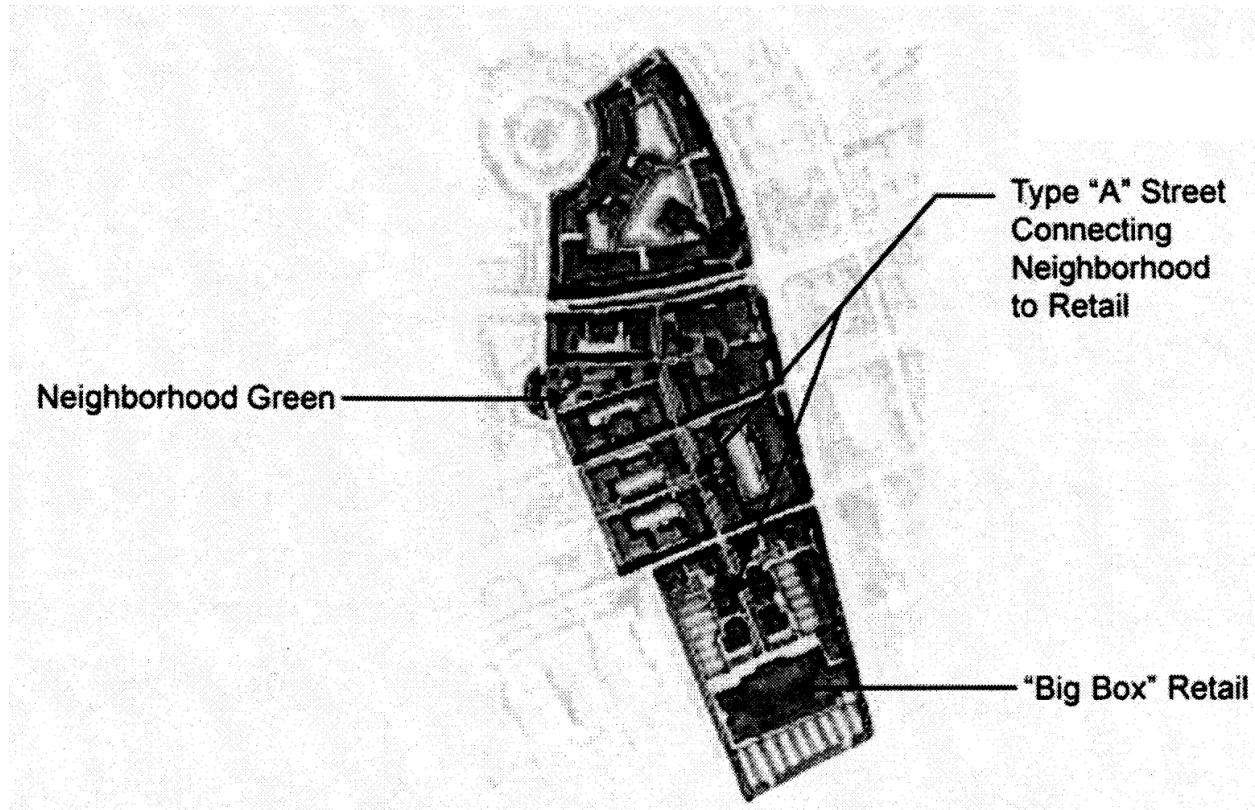 Type “A” Street
Connecting
Neighborhood
to Retail
Neighborhood Green
“Big Box” Retail